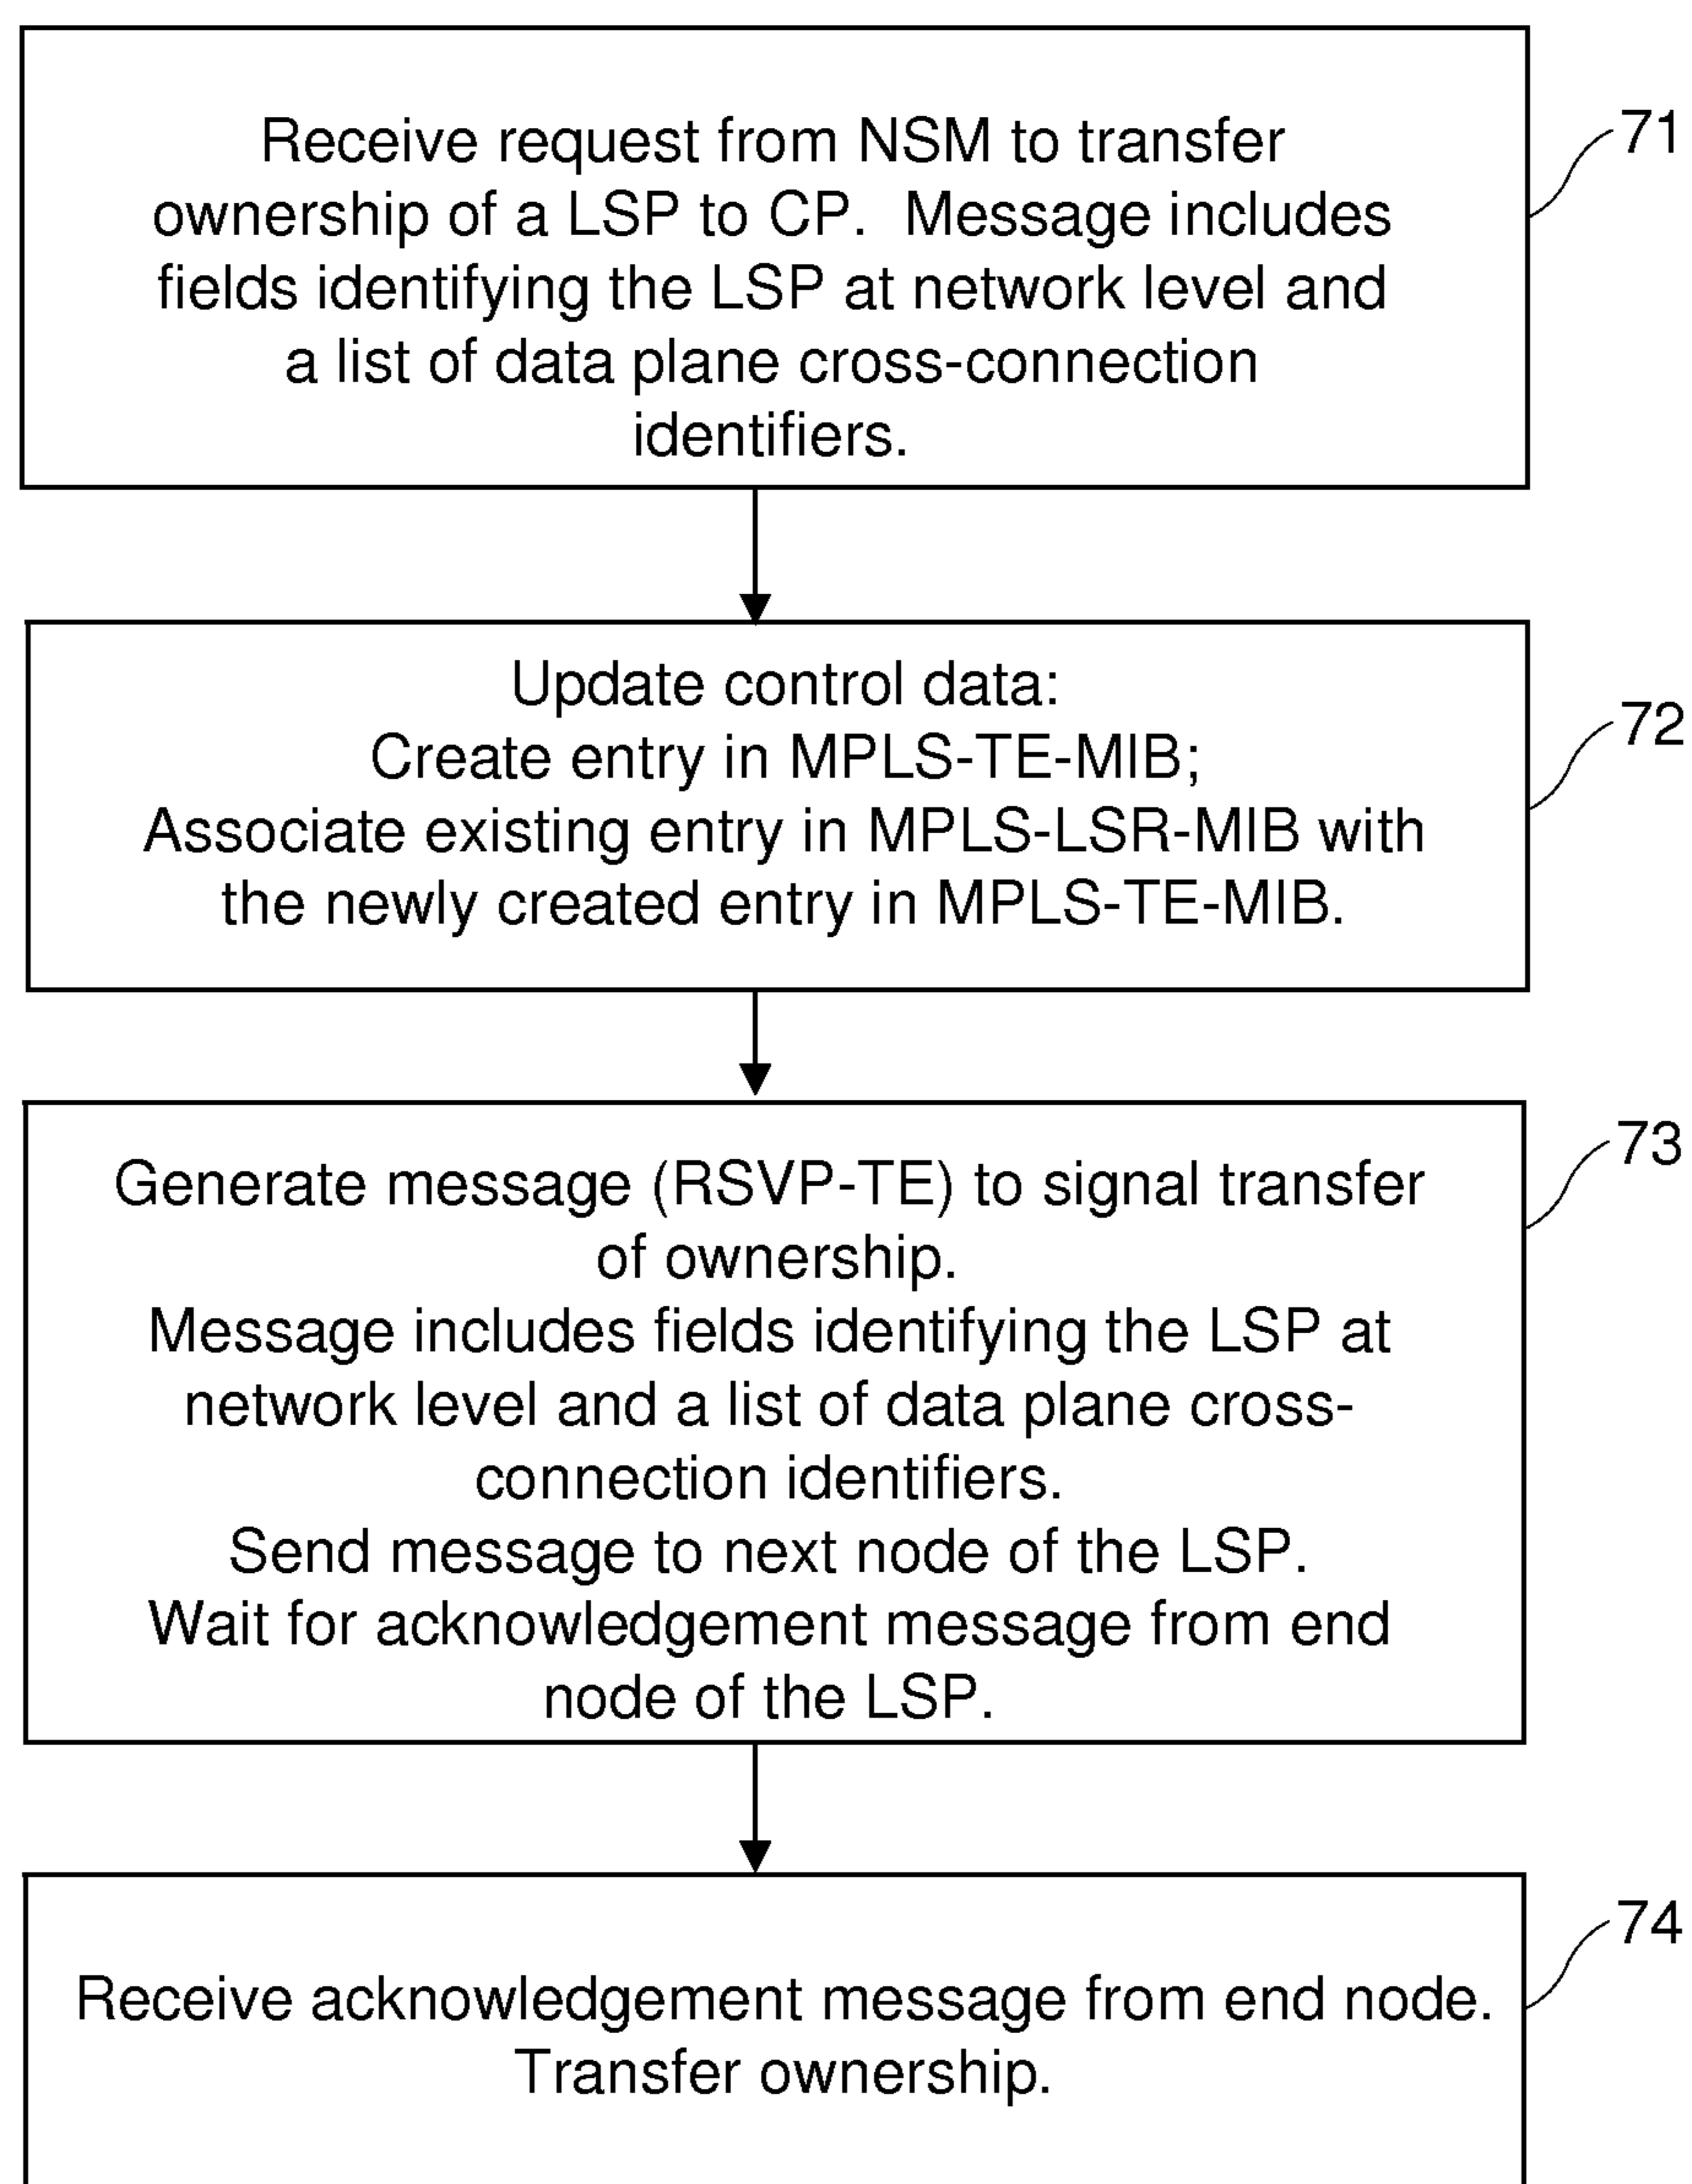 Receive request from NSM to transfer
ownership of a LSP to CP. Message includes
fields identifying the LSP at network level and
a list of data plane cross-connection
identifiers.
71
Update control data:
Create entry in MPLS-TE-MIB;
Associate existing entry in MPLS-LSR-MIB with
the newly created entry in MPLS-TE-MIB.
72
Generate message (RSVP-TE) to signal transfer
of ownership.
Message includes fields identifying the LSP at
network level and a list of data plane cross-
connection identifiers.
Send message to next node of the LSP.
Wait for acknowledgement message from end
node of the LSP.
73
Receive acknowledgement message from end node.
Transfer ownership.
74